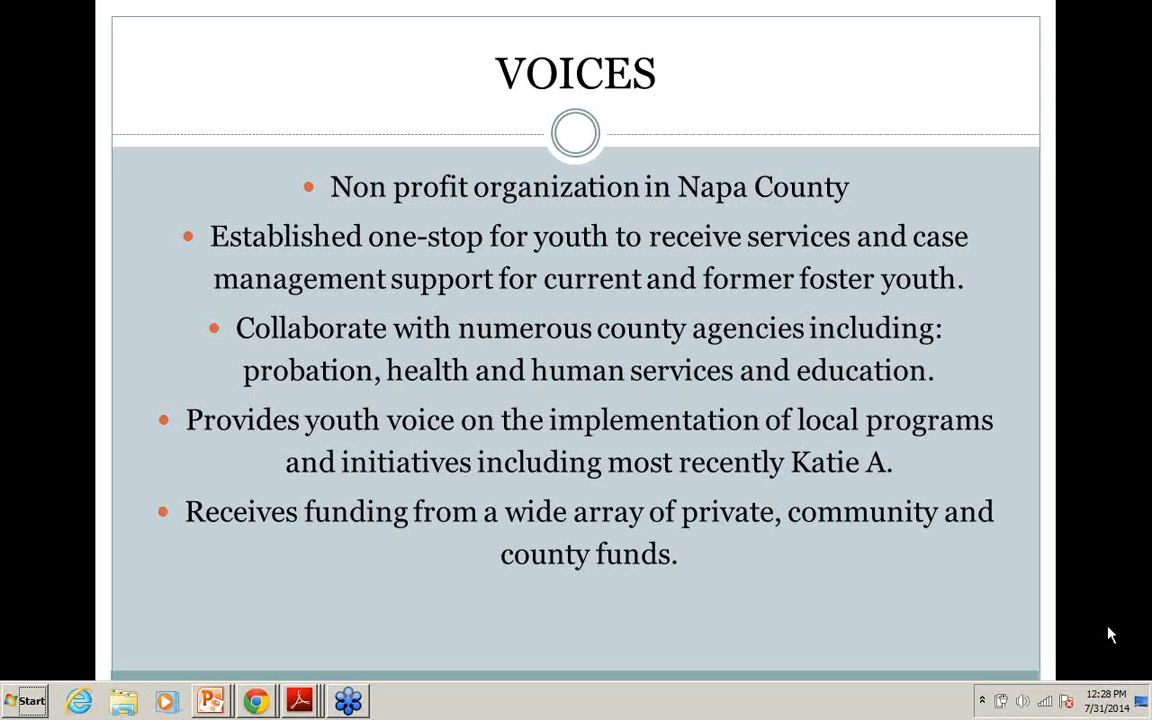 VOICES
Non profit organization in Napa County
Established one-stop for youth to receive services and case
management support for current and former foster youth.
Collaborate with numerous county agencies including:
probation, health and human services and education.
Provides youth voice on the implementation of local programs
and initiatives including most recently Katie A.
Receives funding from a wide array of private, community and
county funds.
Start
12:28 PM
7/31/2014